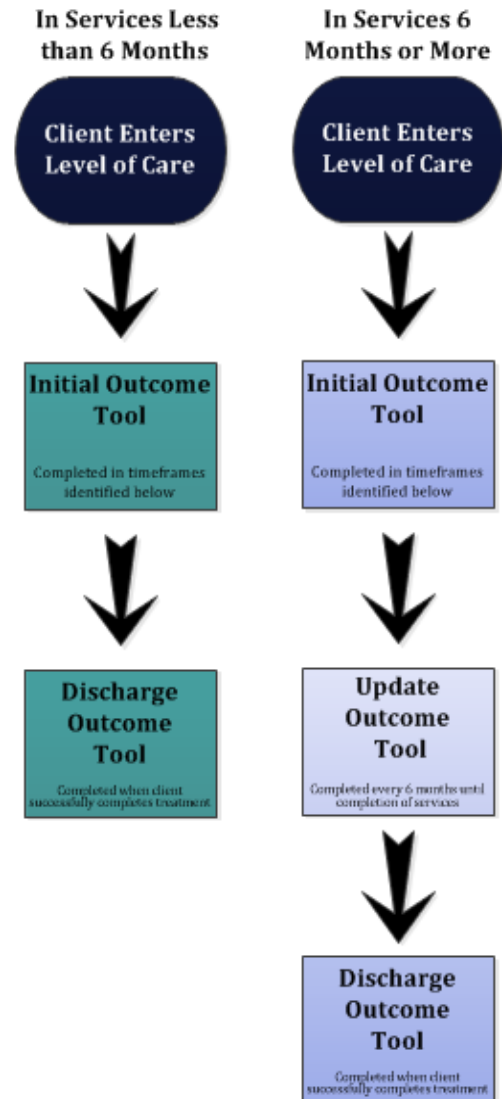 In Services Less
than 6 Months
Client Enters
Level of Care
Initial Outcome
Tool
Completed in timeframes
identified below
Discharge
Outcome
Tool
Completed when client
successfully completes treatment
In Services 6
Months or More
Client Enters
Level of Care
Initial Outcome
Tool
Completed in timeframes
identified below
Update
Outcome
Tool
Completed every 6 months until
completion of services
Discharge
Outcome
Tool
Completed when client
successfully completes treatment